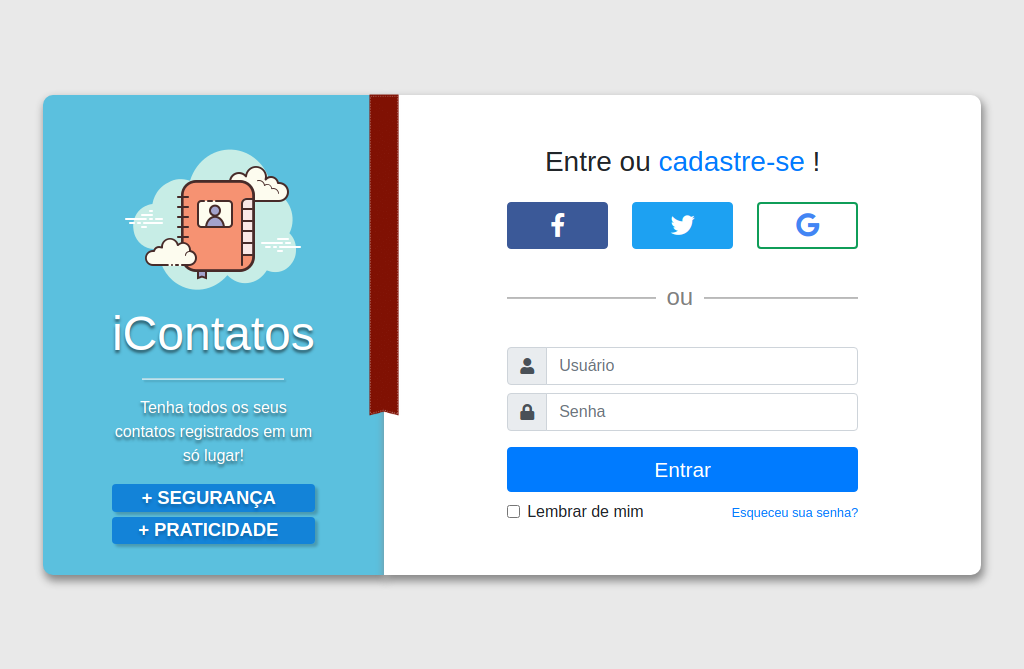 iContatos
Tenha todos os seus
contatos registrados em um
só lugar!
+ SEGURANÇA
+ PRATICIDADE
Entre ou cadastre-se !
ou
Usuário
Senha
Entrar
Lembrar de mim
Esqueceu sua senha?